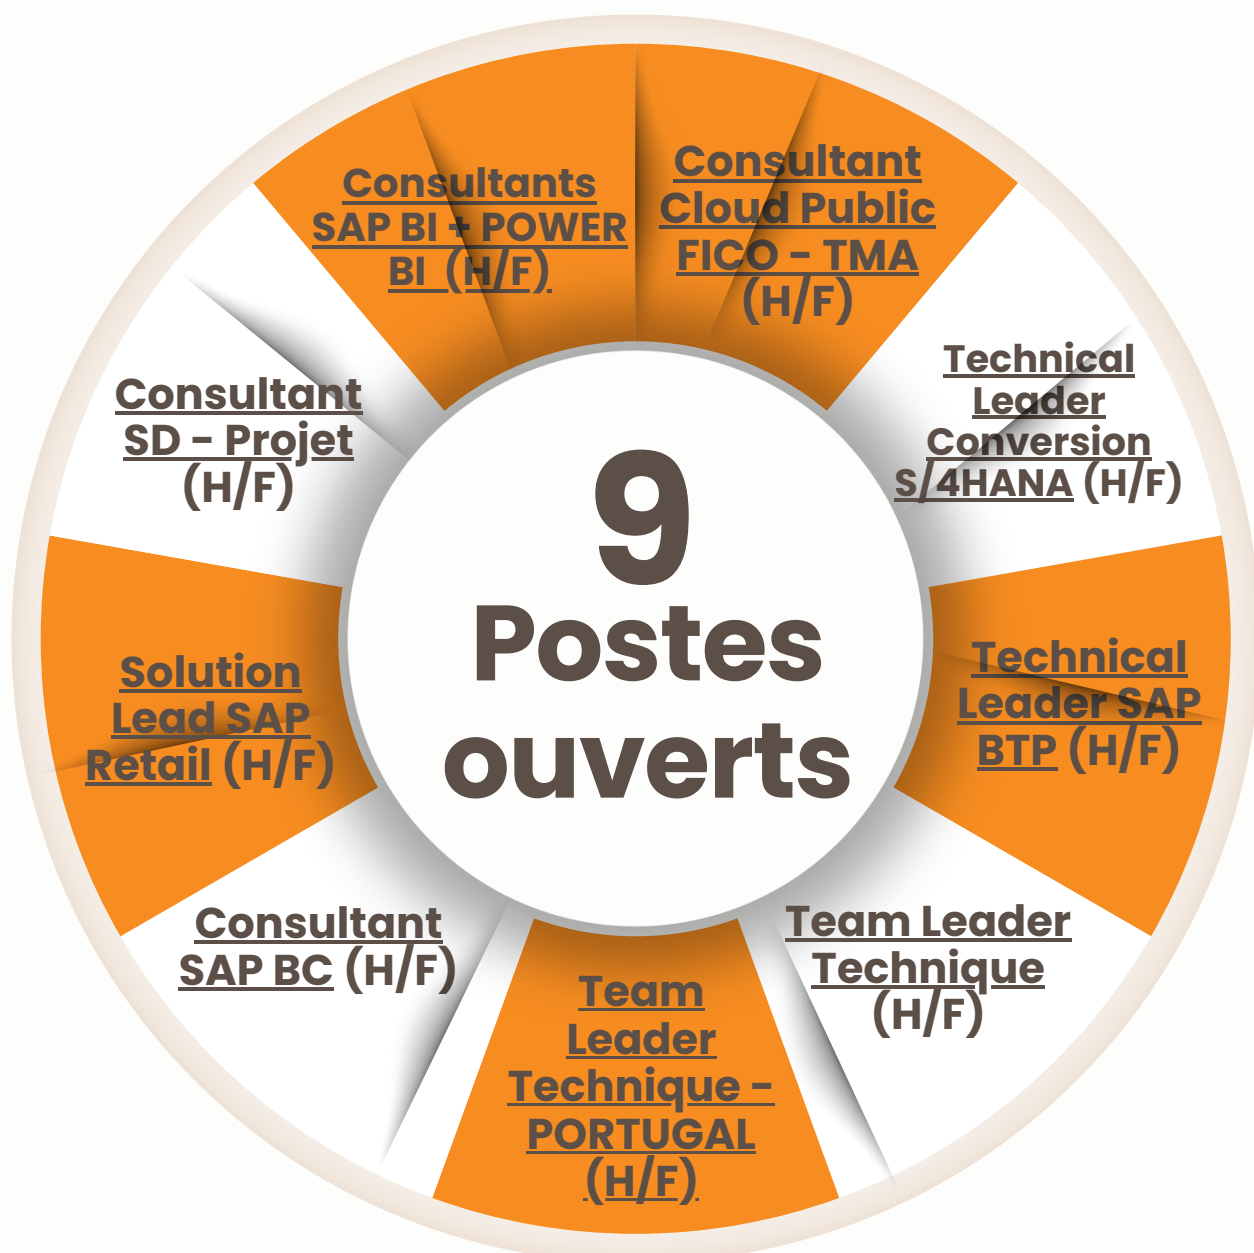 9
Postes
ouverts
Consultant
Cloud Public
FICO - TMA
(H/F)
Technical
Leader
Conversion
S/4HANA (H/F)
Technical
Leader SAP
BTP (H/F)
Team Leader
Technique
(H/F)
Team
Leader
Technique -
PORTUGAL
(H/F)
Consultant
SAP BC (H/F)
Solution
Lead SAP
Retail (H/F)
Consultant
SD - Projet
(H/F)
Consultants
SAP BI + POWER
BI (H/F)